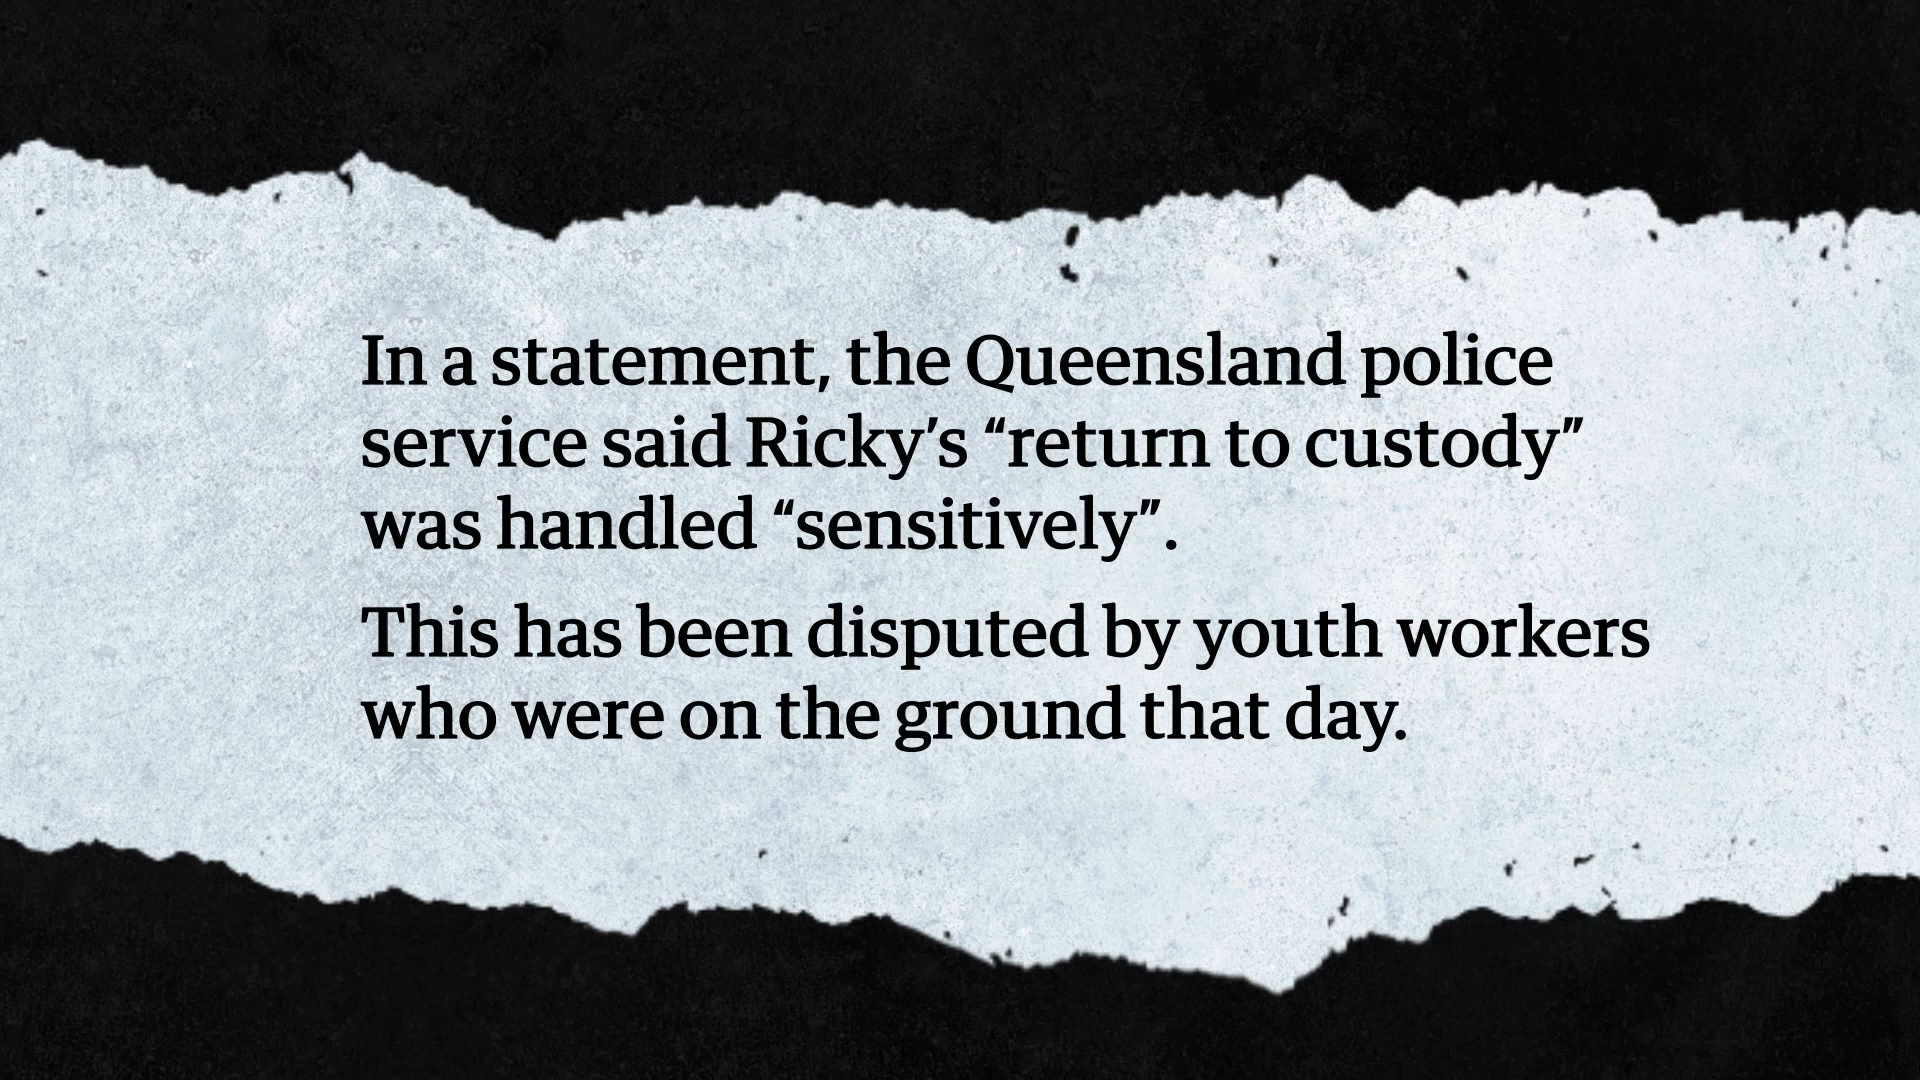 In a statement, the Queensland police
service said Ricky’s “return to custody”
was handled “sensitively”.
This has been disputed by youth workers
who were on the ground that day.